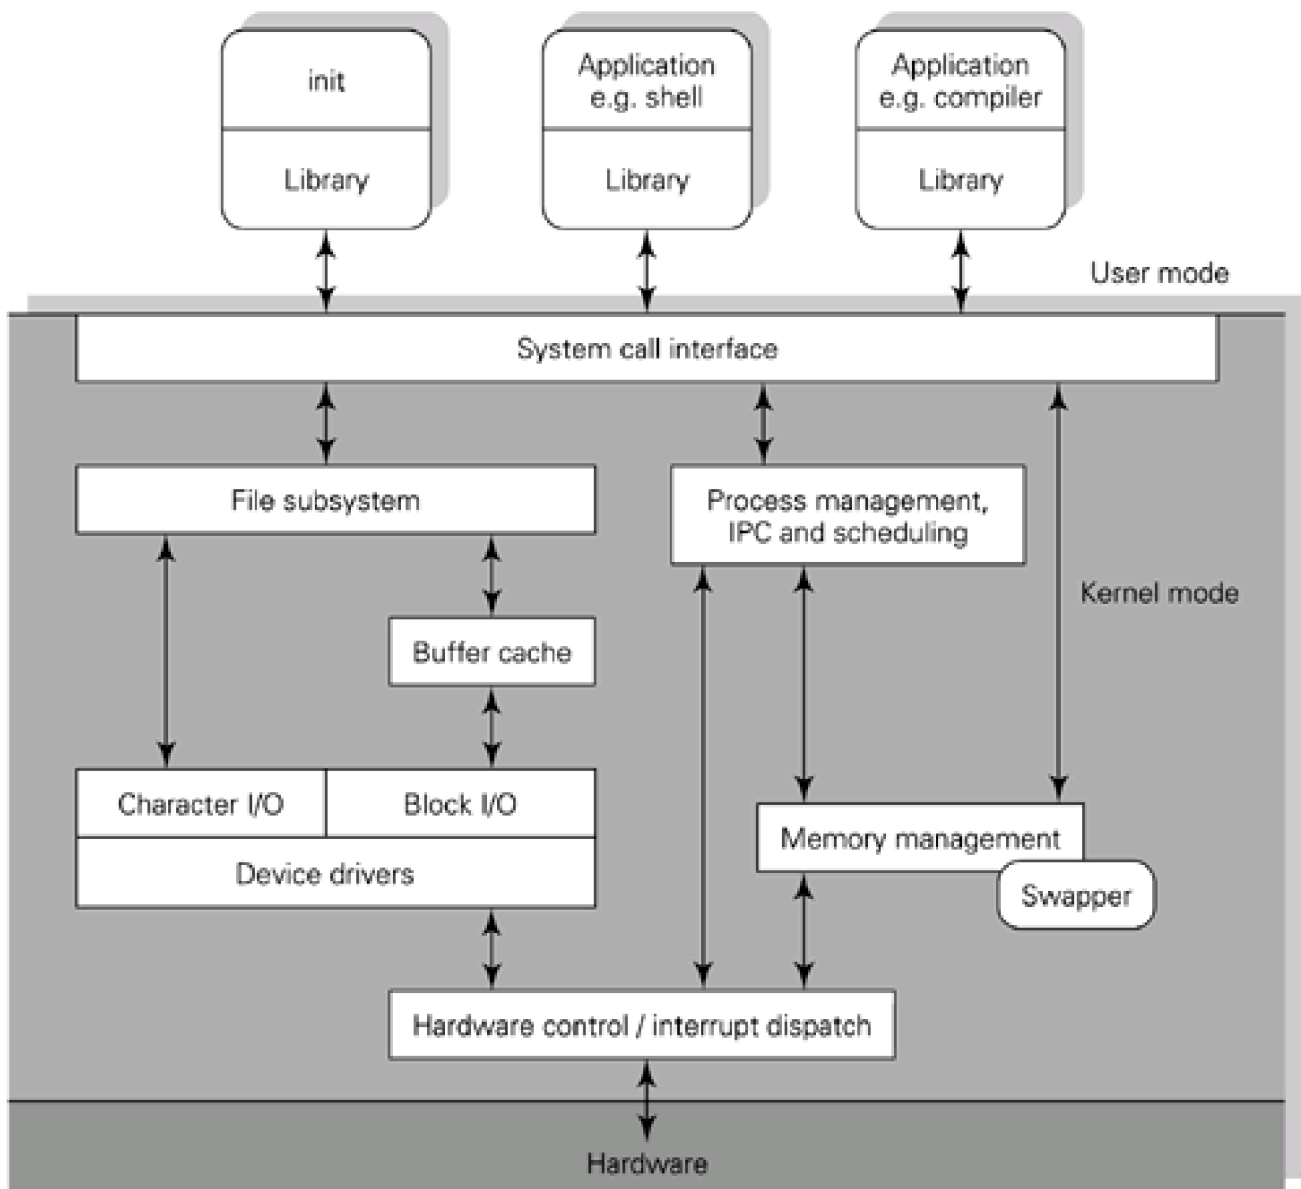 init
Library
Application
e.g. shell
Library
Application
e.g. compiler
Library
User mode
System call interface
File subsystem
Process management,
IPC and scheduling
Kernel mode
Buffer cache
Character I/O
Block I/O
Device drivers
Memory management
Swapper
Hardware control / interrupt dispatch
Hardware